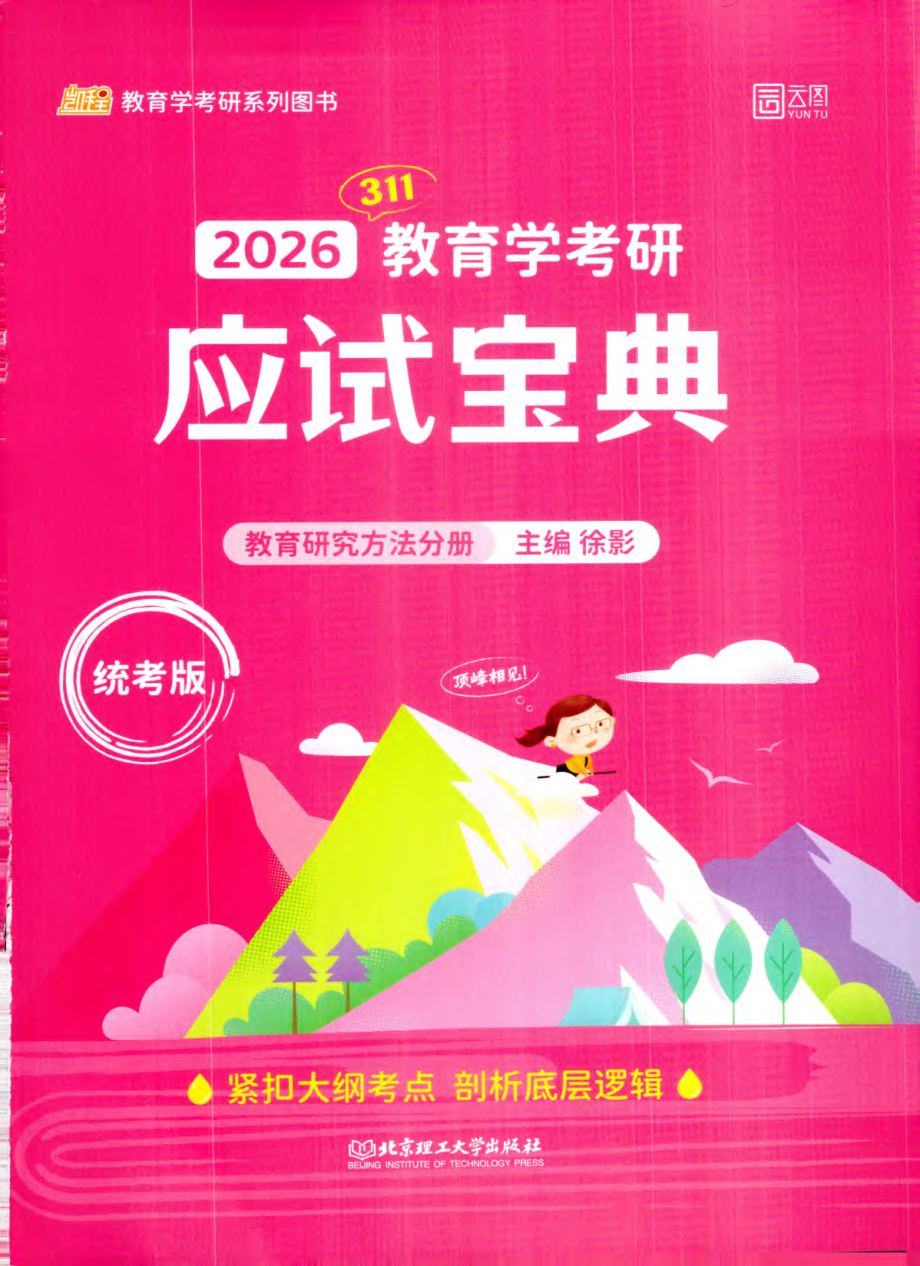 凯程 教育学考研系列图书
云图
YUN TU
311
2026 教育学考研
应试宝典
教育研究方法分册 主编 徐影
统考版
顶峰相见!
紧扣大纲考点 剖析底层逻辑
北京理工大学出版社
BEIJING INSTITUTE OF TECHNOLOGY PRESS